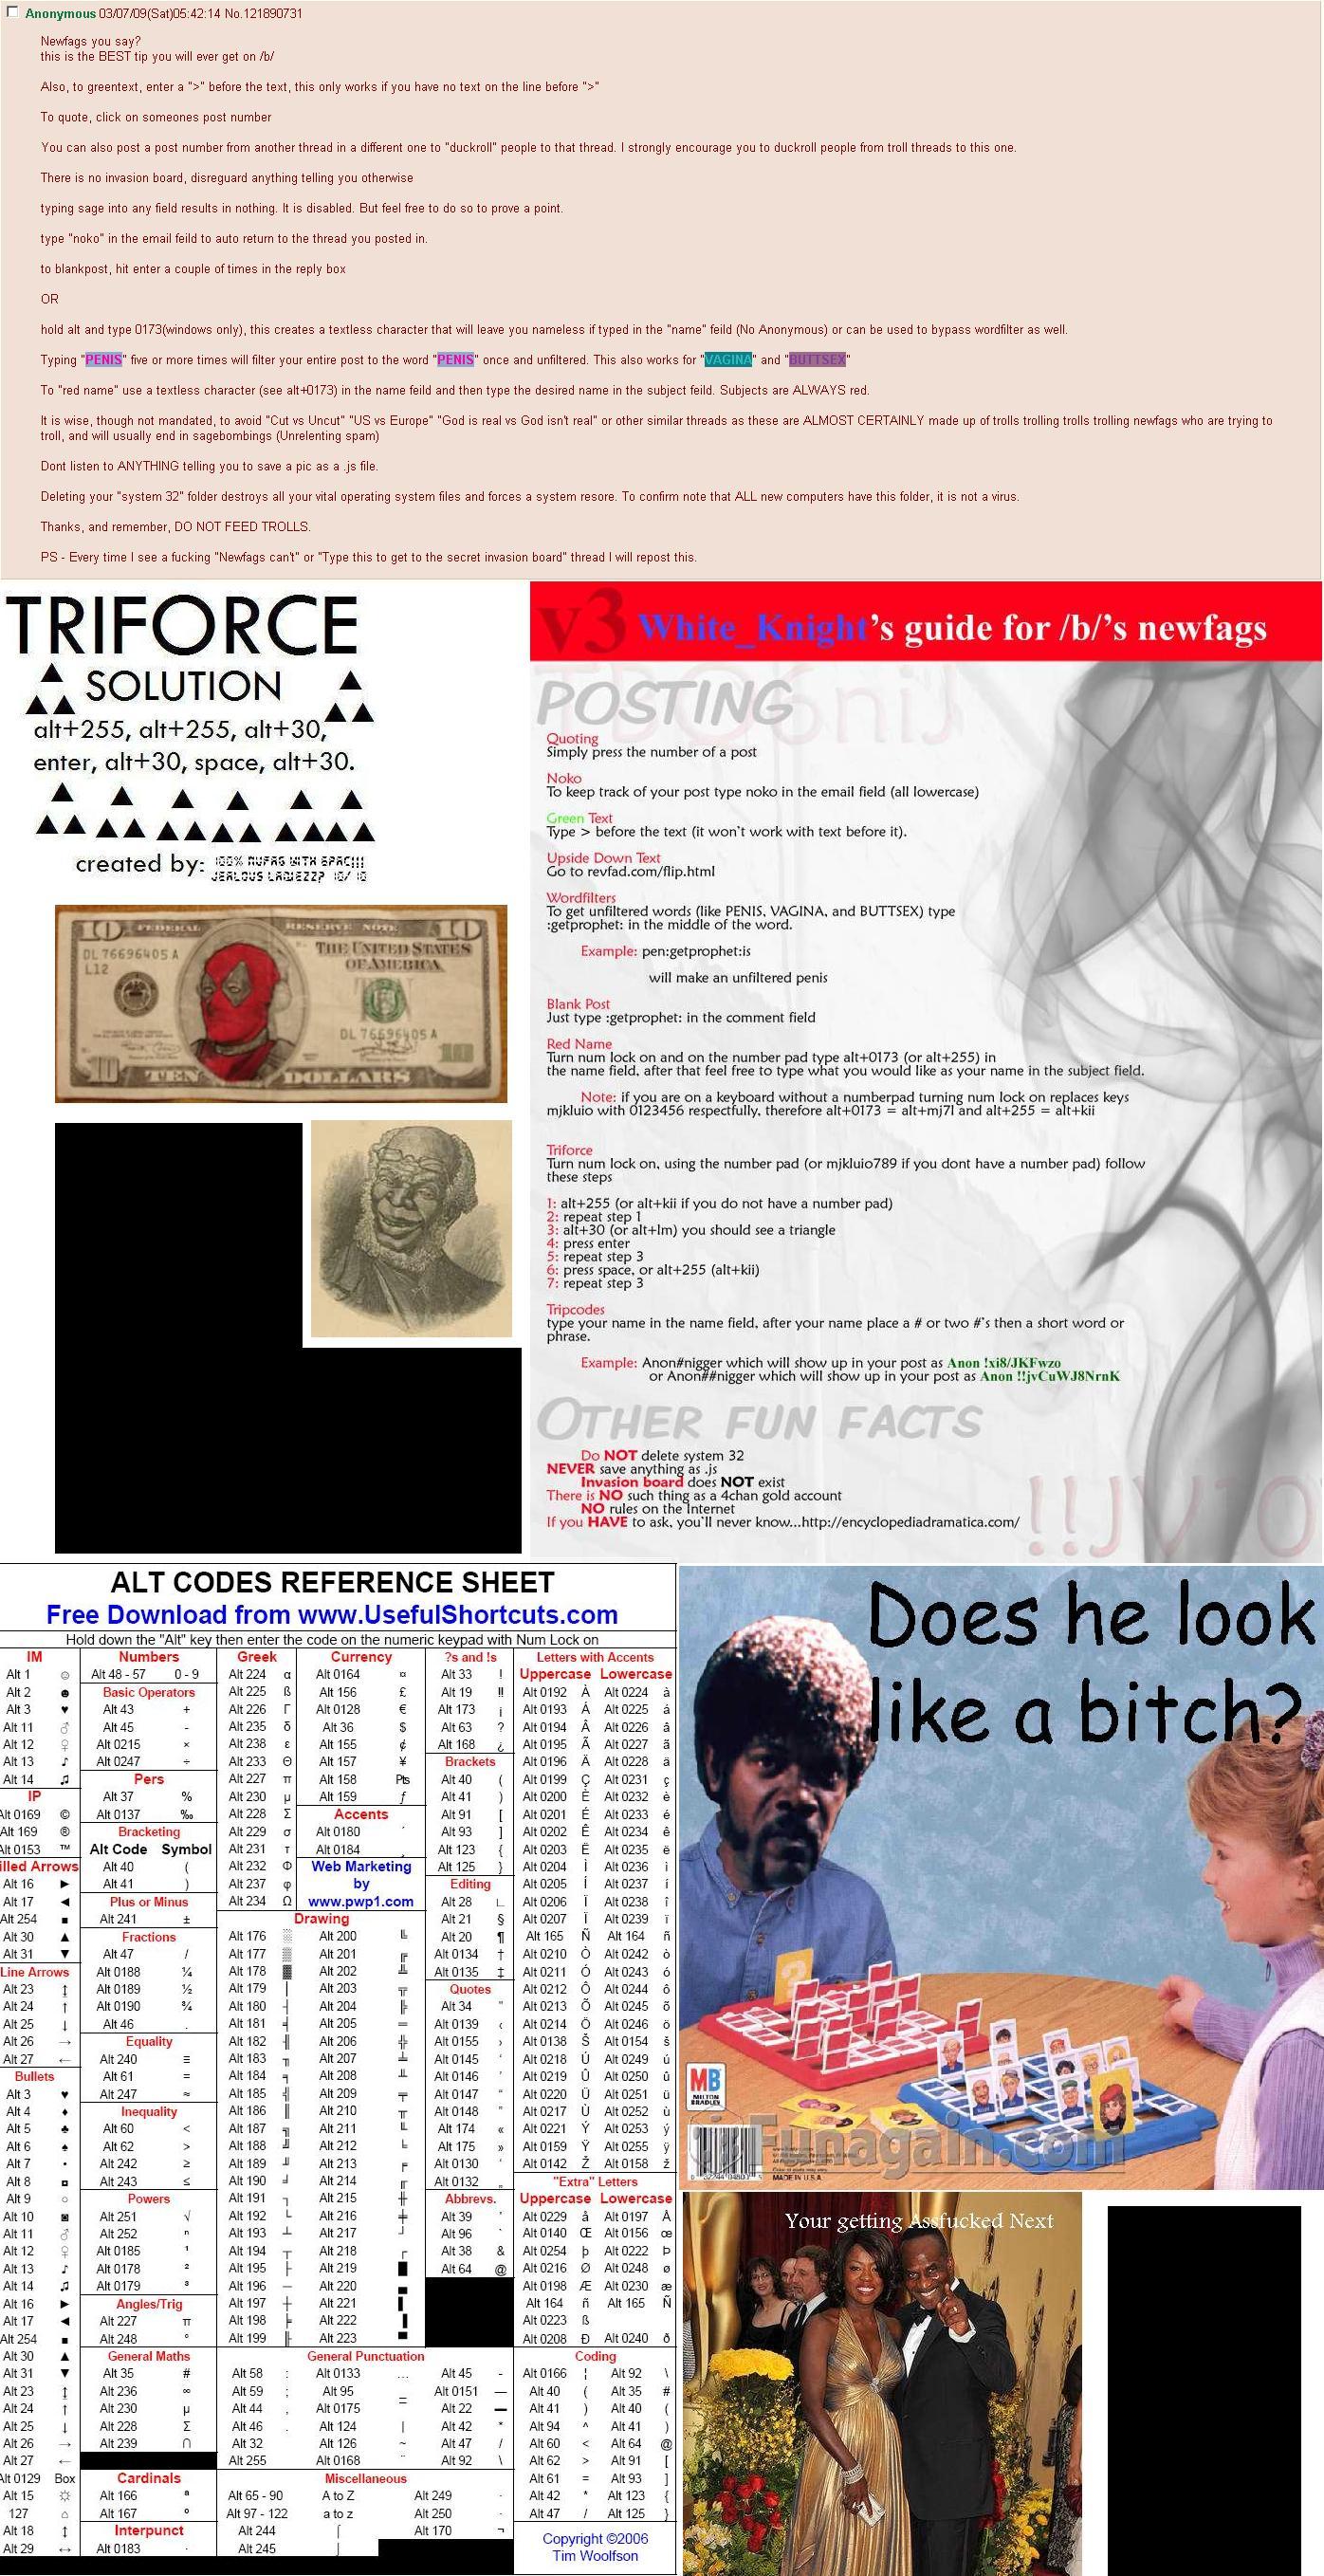 Anonymous 03/07/09(Sat)05:42:14 No.121890731
Newfags you say?
this is the BEST tip you will ever get on /b/
Also, to greentext, enter a ">" before the text, this only works if you have no text on the line before ">"
To quote, click on someones post number
You can also post a post number from another thread in a different one to "duckroll" people to that thread. I strongly encourage you to duckroll people from troll threads to this one.
There is no invasion board, disreguard anything telling you otherwise
typing sage into any field results in nothing. It is disabled. But feel free to do so to prove a point.
type "noko" in the email feild to auto return to the thread you posted in.
to blankpost, hit enter a couple of times in the reply box
OR
hold alt and type 0173(windows only), this creates a textless character that will leave you nameless if typed in the "name" feild (No Anonymous) or can be used to bypass wordfilter as well.
Typing "PENIS" five or more times will filter your entire post to the word "PENIS" once and unfiltered. This also works for "VAGINA" and "BUTTSEX"
To "red name" use a textless character (see alt+0173) in the name feild and then type the desired name in the subject feild. Subjects are ALWAYS red.
It is wise, though not mandated, to avoid "Cut vs Uncut" "US vs Europe" "God is real vs God isn't real" or other similar threads as these are ALMOST CERTAINLY made up of trolls trolling trolls trolling newfags who are trying to
troll, and will usually end in sagebombings (Unrelenting spam)
Dont listen to ANYTHING telling you to save a pic as a .js file.
Deleting your "system 32" folder destroys all your vital operating system files and forces a system resore. To confirm note that ALL new computers have this folder, it is not a virus.
Thanks, and remember, DO NOT FEED TROLLS.
PS - Every time I see a fucking "Newfags can't" or "Type this to get to the secret invasion board" thread I will repost this.
TRIFORCE
SOLUTION
alt+255, alt+255, alt+30,
enter, alt+30, space, alt+30.
created by:
10 FEDERAL RESERVE NOTE 10
DL 76696405 A
L12
THE UNITED STATES
OF AMERICA
DL 76696405 A
10 TEN DOLLARS 10
v3 White_Knight's guide for /b/'s newfags
POSTING
Quoting
Simply press the number of a post
Noko
To keep track of your post type noko in the email field (all lowercase)
Green Text
Type > before the text (it won't work with text before it).
Upside Down Text
Go to revfad.com/flip.html
Wordfilters
To get unfiltered words (like PENIS, VAGINA, and BUTTSEX) type
:getprophet: in the middle of the word.
Example: pen:getprophet:is
will make an unfiltered penis
Blank Post
Just type :getprophet: in the comment field
Red Name
Turn num lock on and on the number pad type alt+0173 (or alt+255) in
the name field, after that feel free to type what you would like as your name in the subject field.
Note: if you are on a keyboard without a numberpad turning num lock on replaces keys
mjkluio with 0123456 respectfully, therefore alt+0173 = alt+mj7l and alt+255 = alt+kii
Triforce
Turn num lock on, using the number pad (or mjkluio789 if you dont have a number pad) follow
these steps
1: alt+255 (or alt+kii if you do not have a number pad)
2: repeat step 1
3: alt+30 (or alt+lm) you should see a triangle
4: press enter
5: repeat step 3
6: press space, or alt+255 (alt+kii)
7: repeat step 3
Tripcodes
type your name in the name field, after your name place a # or two #'s then a short word or
phrase.
Example: Anon#nigger which will show up in your post as Anon !xi8/JKFwzo
or Anon##nigger which will show up in your post as Anon !!jvCuWJ8NrnK
OTHER FUN FACTS
Do NOT delete system 32
NEVER save anything as .js
Invasion board does NOT exist
There is NO such thing as a 4chan gold account
NO rules on the Internet
If you HAVE to ask, you'll never know...http://encyclopediadramatica.com/
ALT CODES REFERENCE SHEET
Free Download from www.UsefulShortcuts.com
Hold down the "Alt" key then enter the code on the numeric keypad with Num Lock on
IM
Alt 1 ☺
Alt 2 ☻
Alt 3 ♥
Alt 11 ♂
Alt 12 ♀
Alt 13 ♪
Alt 14 ♫
IP
Alt 0169 ©
Alt 169 ®
Alt 0153 ™
illed Arrows
Alt 16 ►
Alt 17 ◄
Alt 254 ■
Alt 30 ▲
Alt 31 ▼
Line Arrows
Alt 23 ↨
Alt 24 ↑
Alt 25 ↓
Alt 26 →
Alt 27 ←
Bullets
Alt 3 ♥
Alt 4 ♦
Alt 5 ♣
Alt 6 ♠
Alt 7 •
Alt 8 ◘
Alt 9 ○
Alt 10 ◙
Alt 11 ♂
Alt 12 ♀
Alt 13 ♪
Alt 14 ♫
Alt 16 ►
Alt 17 ◄
Alt 254 ■
Alt 30 ▲
Alt 31 ▼
Alt 23 ↨
Alt 24 ↑
Alt 25 ↓
Alt 26 →
Alt 27 ←
Alt 0129 Box
Alt 15 ☼
127 ⌂
Alt 18 ↕
Alt 29 ↔
Numbers
Alt 48 - 57 0 - 9
Basic Operators
Alt 43 +
Alt 45 -
Alt 0215 ×
Alt 0247 ÷
Pers
Alt 37 %
Alt 0137 ‰
Bracketing
Alt Code Symbol
Alt 40 (
Alt 41 )
Plus or Minus
Alt 241 ±
Fractions
Alt 47 /
Alt 0188 ¼
Alt 0189 ½
Alt 0190 ¾
Alt 46 .
Equality
Alt 240 ≡
Alt 61 =
Alt 247 ≈
Inequality
Alt 60 <
Alt 62 >
Alt 242 ≥
Alt 243 ≤
Powers
Alt 251 √
Alt 252 ⁿ
Alt 0185 ¹
Alt 0178 ²
Alt 0179 ³
Angles/Trig
Alt 227 π
Alt 248 °
General Maths
Alt 35 #
Alt 236 ∞
Alt 230 µ
Alt 228 Σ
Alt 239 ∩
Cardinals
Alt 166 ª
Alt 167 º
Interpunct
Alt 0183 ·
Greek
Alt 224 α
Alt 225 ß
Alt 226 Γ
Alt 235 δ
Alt 238 ε
Alt 233 Θ
Alt 227 π
Alt 230 µ
Alt 228 Σ
Alt 229 σ
Alt 231 τ
Alt 232 Φ
Alt 237 φ
Alt 234 Ω
Currency
Alt 0164 ¤
Alt 156 £
Alt 0128 €
Alt 36 $
Alt 155 ¢
Alt 157 ¥
Alt 158 ₧
Alt 159 ƒ
Accents
Alt 0180 ´
Alt 0184 ¸
Web Marketing
by
www.pwp1.com
Drawing
Alt 176 ░ Alt 200 ╚
Alt 177 ▒ Alt 201 ╔
Alt 178 ▓ Alt 202 ╩
Alt 179 │ Alt 203 ╦
Alt 180 ┤ Alt 204 ╠
Alt 181 ╡ Alt 205 ═
Alt 182 ╢ Alt 206 ╬
Alt 183 ╖ Alt 207 ╧
Alt 184 ╕ Alt 208 ╨
Alt 185 ╣ Alt 209 ╤
Alt 186 ║ Alt 210 ╥
Alt 187 ╗ Alt 211 ╙
Alt 188 ╝ Alt 212 ╘
Alt 189 ╜ Alt 213 ╒
Alt 190 ╛ Alt 214 ╓
Alt 191 ┐ Alt 215 ╫
Alt 192 └ Alt 216 ╪
Alt 193 ┴ Alt 217 ┘
Alt 194 ┬ Alt 218 ┌
Alt 195 ├ Alt 219 █
Alt 196 ─ Alt 220 ▄
Alt 197 ┼ Alt 221 ▌
Alt 198 ╞ Alt 222 ▐
Alt 199 ╟ Alt 223 ▀
?s and !s
Alt 33 !
Alt 19 ‼
Alt 173 ¡
Alt 63 ?
Alt 168 ¿
Brackets
Alt 40 (
Alt 41 )
Alt 91 [
Alt 93 ]
Alt 123 {
Alt 125 }
Editing
Alt 28 ∟
Alt 21 §
Alt 20 ¶
Alt 0134 †
Alt 0135 ‡
Quotes
Alt 34 "
Alt 0139 ‹
Alt 0155 ›
Alt 0145 ‘
Alt 0146 ’
Alt 0147 “
Alt 0148 ”
Alt 174 «
Alt 175 »
Alt 0130 ‚
Alt 0132 „
Abbrevs.
Alt 39 '
Alt 96 `
Alt 38 &
Alt 64 @
Letters with Accents
Uppercase Lowercase
Alt 0192 À Alt 0224 à
Alt 0193 Á Alt 0225 á
Alt 0194 Â Alt 0226 â
Alt 0195 Ã Alt 0227 ã
Alt 0196 Ä Alt 0228 ä
Alt 0199 Ç Alt 0231 ç
Alt 0200 È Alt 0232 è
Alt 0201 É Alt 0233 é
Alt 0202 Ê Alt 0234 ê
Alt 0203 Ë Alt 0235 ë
Alt 0204 Ì Alt 0236 ì
Alt 0205 Í Alt 0237 í
Alt 0206 Î Alt 0238 î
Alt 0207 Ï Alt 0239 ï
Alt 165 Ñ Alt 164 ñ
Alt 0210 Ò Alt 0242 ò
Alt 0211 Ó Alt 0243 ó
Alt 0212 Ô Alt 0244 ô
Alt 0213 Õ Alt 0245 õ
Alt 0214 Ö Alt 0246 ö
Alt 0138 Š Alt 0154 š
Alt 0218 Ú Alt 0249 ú
Alt 0219 Û Alt 0250 û
Alt 0220 Ü Alt 0251 ü
Alt 0217 Ù Alt 0252 ù
Alt 0221 Ý Alt 0253 ý
Alt 0159 Ÿ Alt 0255 ÿ
Alt 0142 Ž Alt 0158 ž
"Extra" Letters
Uppercase Lowercase
Alt 0229 å Alt 0197 Å
Alt 0140 Œ Alt 0156 œ
Alt 0254 þ Alt 0222 Þ
Alt 0216 Ø Alt 0248 ø
Alt 0198 Æ Alt 0230 æ
Alt 164 ñ Alt 165 Ñ
Alt 0223 ß
Alt 0208 Ð Alt 0240 ð
General Punctuation
Alt 58 : Alt 0133 … Alt 45 -
Alt 59 ; Alt 95 _ Alt 0151 —
Alt 44 , Alt 0175 ¯ Alt 22 ▬
Alt 46 . Alt 124 | Alt 42 *
Alt 32 Alt 126 ~ Alt 47 /
Alt 255 Alt 0168 ¨ Alt 92 \
Miscellaneous
Alt 65 - 90 A to Z Alt 249 ·
Alt 97 - 122 a to z Alt 250 ·
Alt 244 ⌠ Alt 170 ¬
Alt 245 ⌡
Coding
Alt 0166 ¦ Alt 92 \
Alt 40 ( Alt 35 #
Alt 41 ) Alt 40 (
Alt 94 ^ Alt 41 )
Alt 60 < Alt 64 @
Alt 62 > Alt 91 [
Alt 61 = Alt 93 ]
Alt 42 * Alt 123 {
Alt 47 / Alt 125 }
Copyright ©2006
Tim Woolfson
Does he look
like a bitch?
MB
MILTON
BRADLEY
Funagain.com
MADE IN U.S.A.
Your getting Assfucked Next